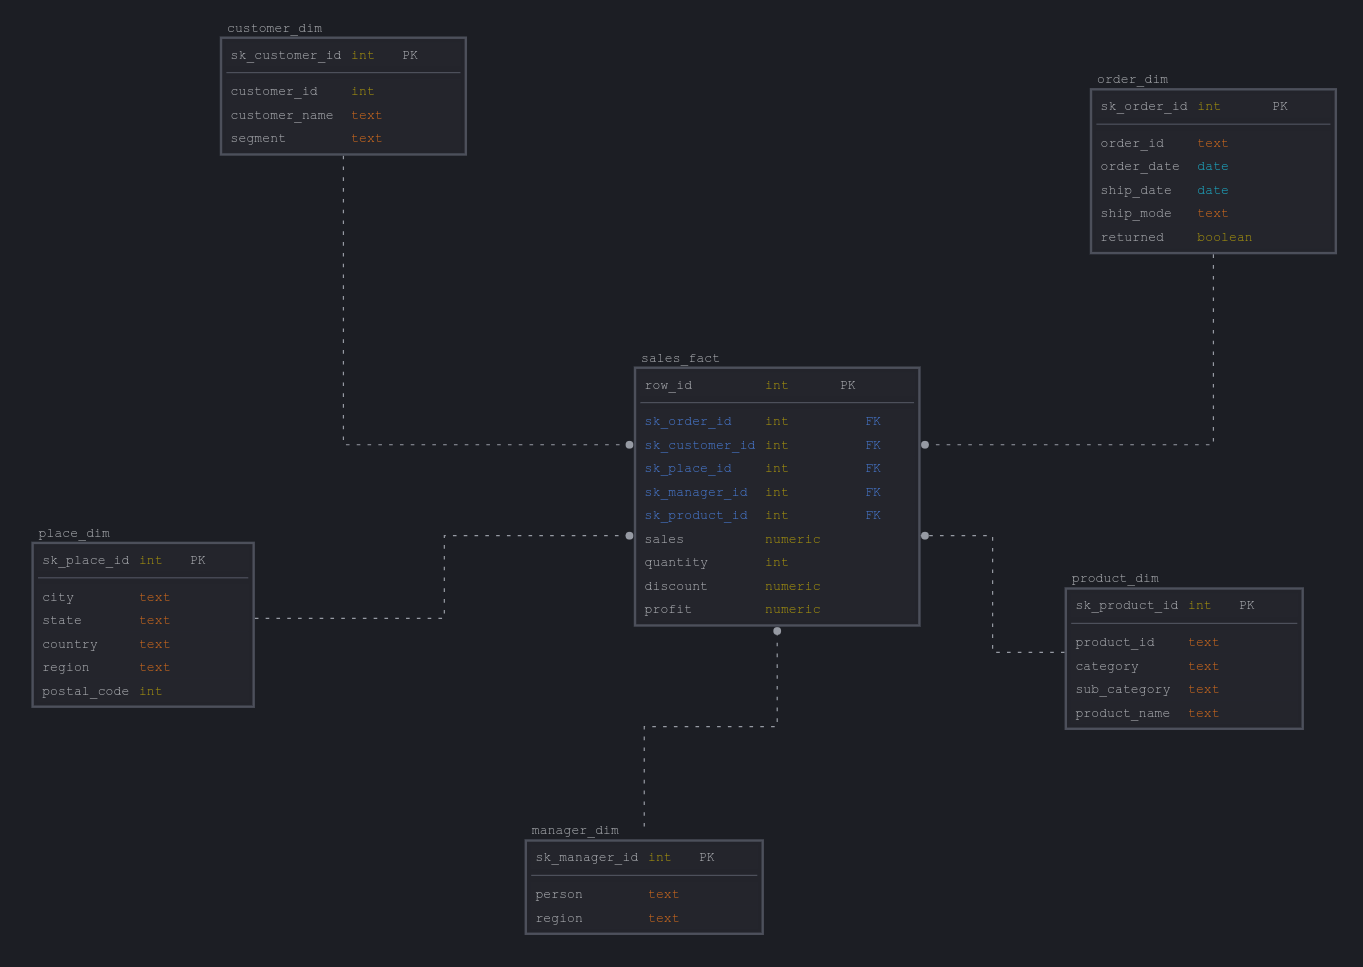 customer_dim
sk_customer_id int PK
customer_id int
customer_name text
segment text
order_dim
sk_order_id int PK
order_id text
order_date date
ship_date date
ship_mode text
returned boolean
sales_fact
row_id int PK
sk_order_id int FK
sk_customer_id int FK
sk_place_id int FK
sk_manager_id int FK
sk_product_id int FK
sales numeric
quantity int
discount numeric
profit numeric
place_dim
sk_place_id int PK
city text
state text
country text
region text
postal_code int
product_dim
sk_product_id int PK
product_id text
category text
sub_category text
product_name text
manager_dim
sk_manager_id int PK
person text
region text